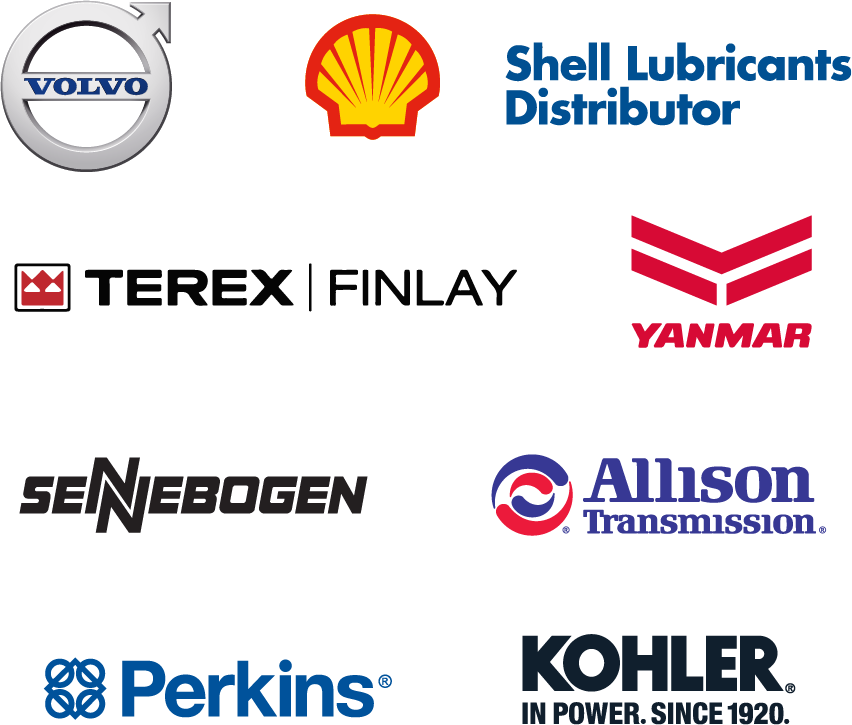 VOLVO
Shell Lubricants
Distributor
TEREX | FINLAY
YANMAR
SENNEBOGEN
Allison
Transmission®
®
Perkins®
KOHLER®
IN POWER. SINCE 1920.